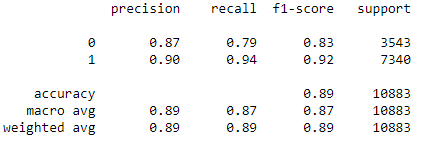 precision recall f1-score support
0 0.87 0.79 0.83 3543
1 0.90 0.94 0.92 7340
accuracy 0.89 10883
macro avg 0.89 0.87 0.87 10883
weighted avg 0.89 0.89 0.89 10883